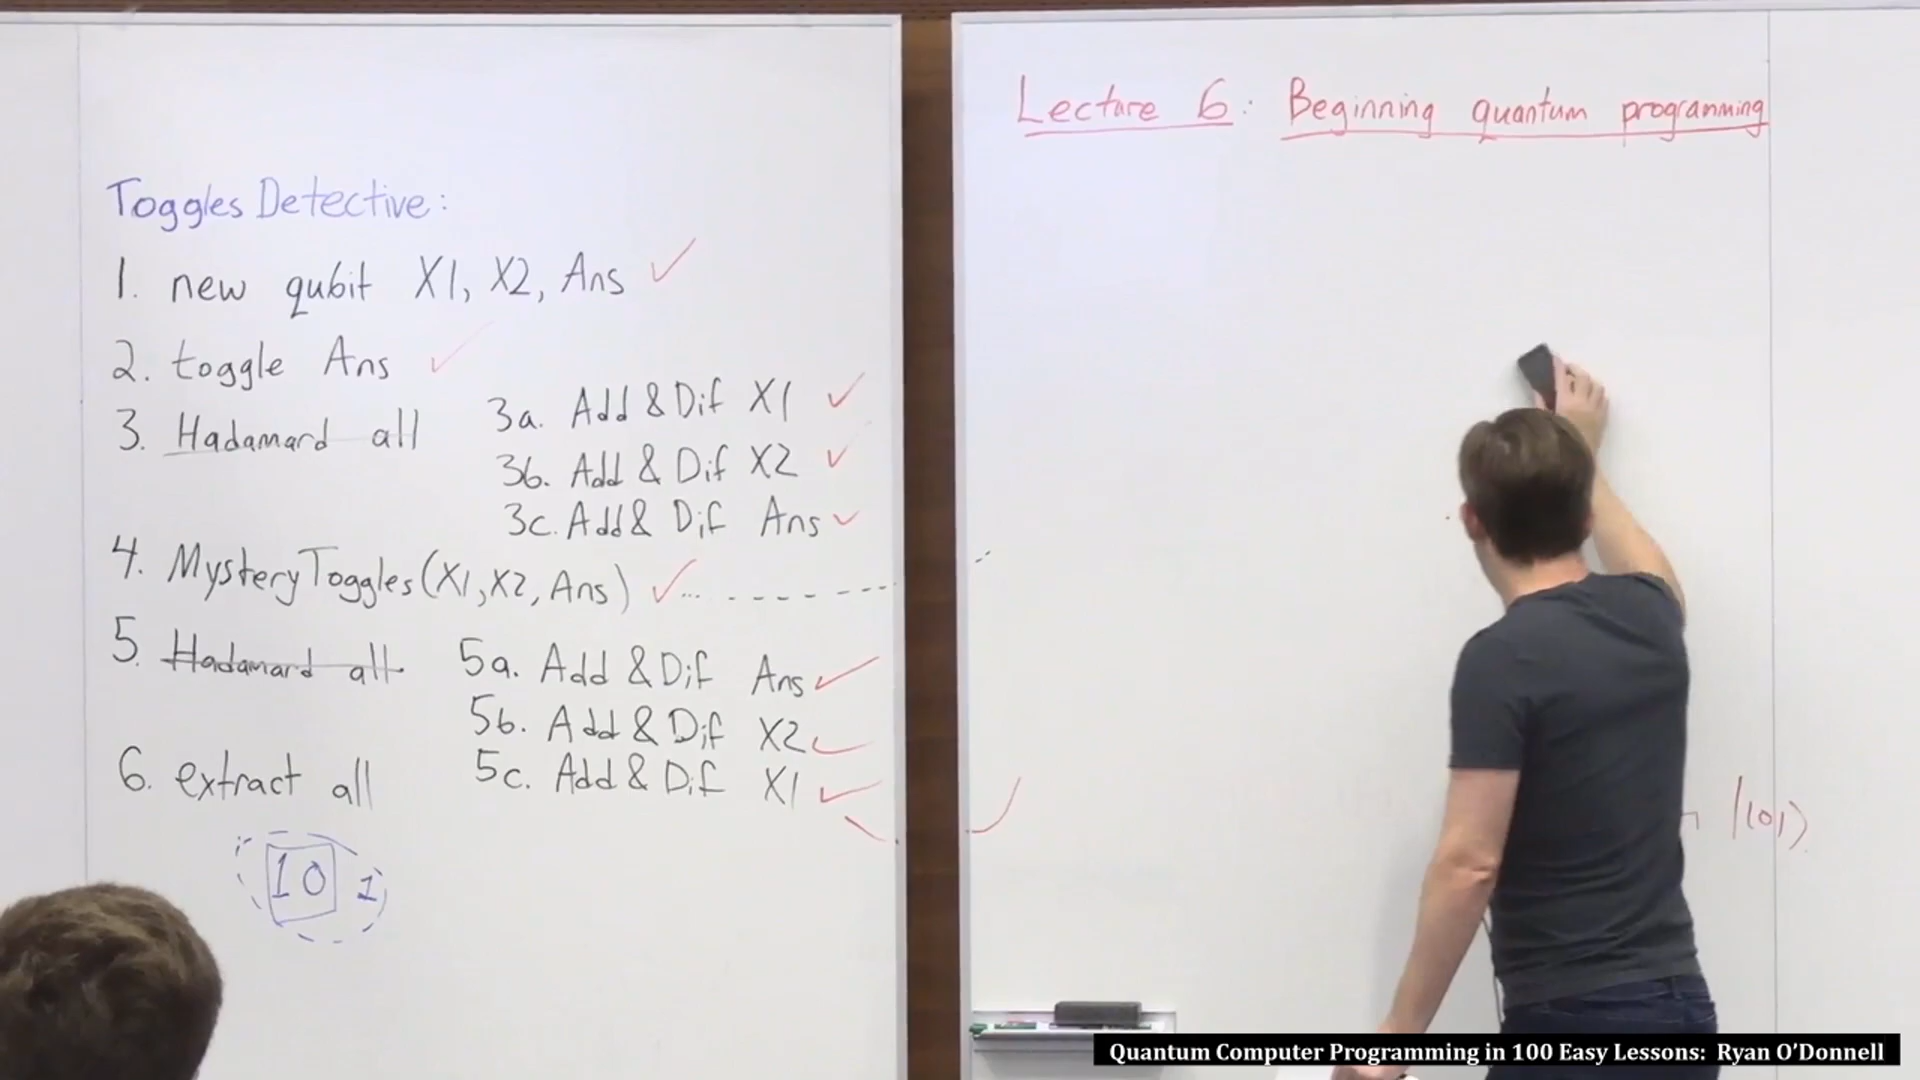 Toggles Detective:
1. new qubit X1, X2, Ans ✓
2. toggle Ans ✓
3. Hadamard all
3a. Add & Dif X1 ✓
3b. Add & Dif X2 ✓
3c. Add & Dif Ans ✓
4. MysteryToggles(X1, X2, Ans) ✓...
5. Hadamard all
5a. Add & Dif Ans ✓
5b. Add & Dif X2 ✓
5c. Add & Dif X1 ✓
6. extract all
10 1
Lecture 6: Beginning quantum programming
|101⟩
Quantum Computer Programming in 100 Easy Lessons: Ryan O'Donnell